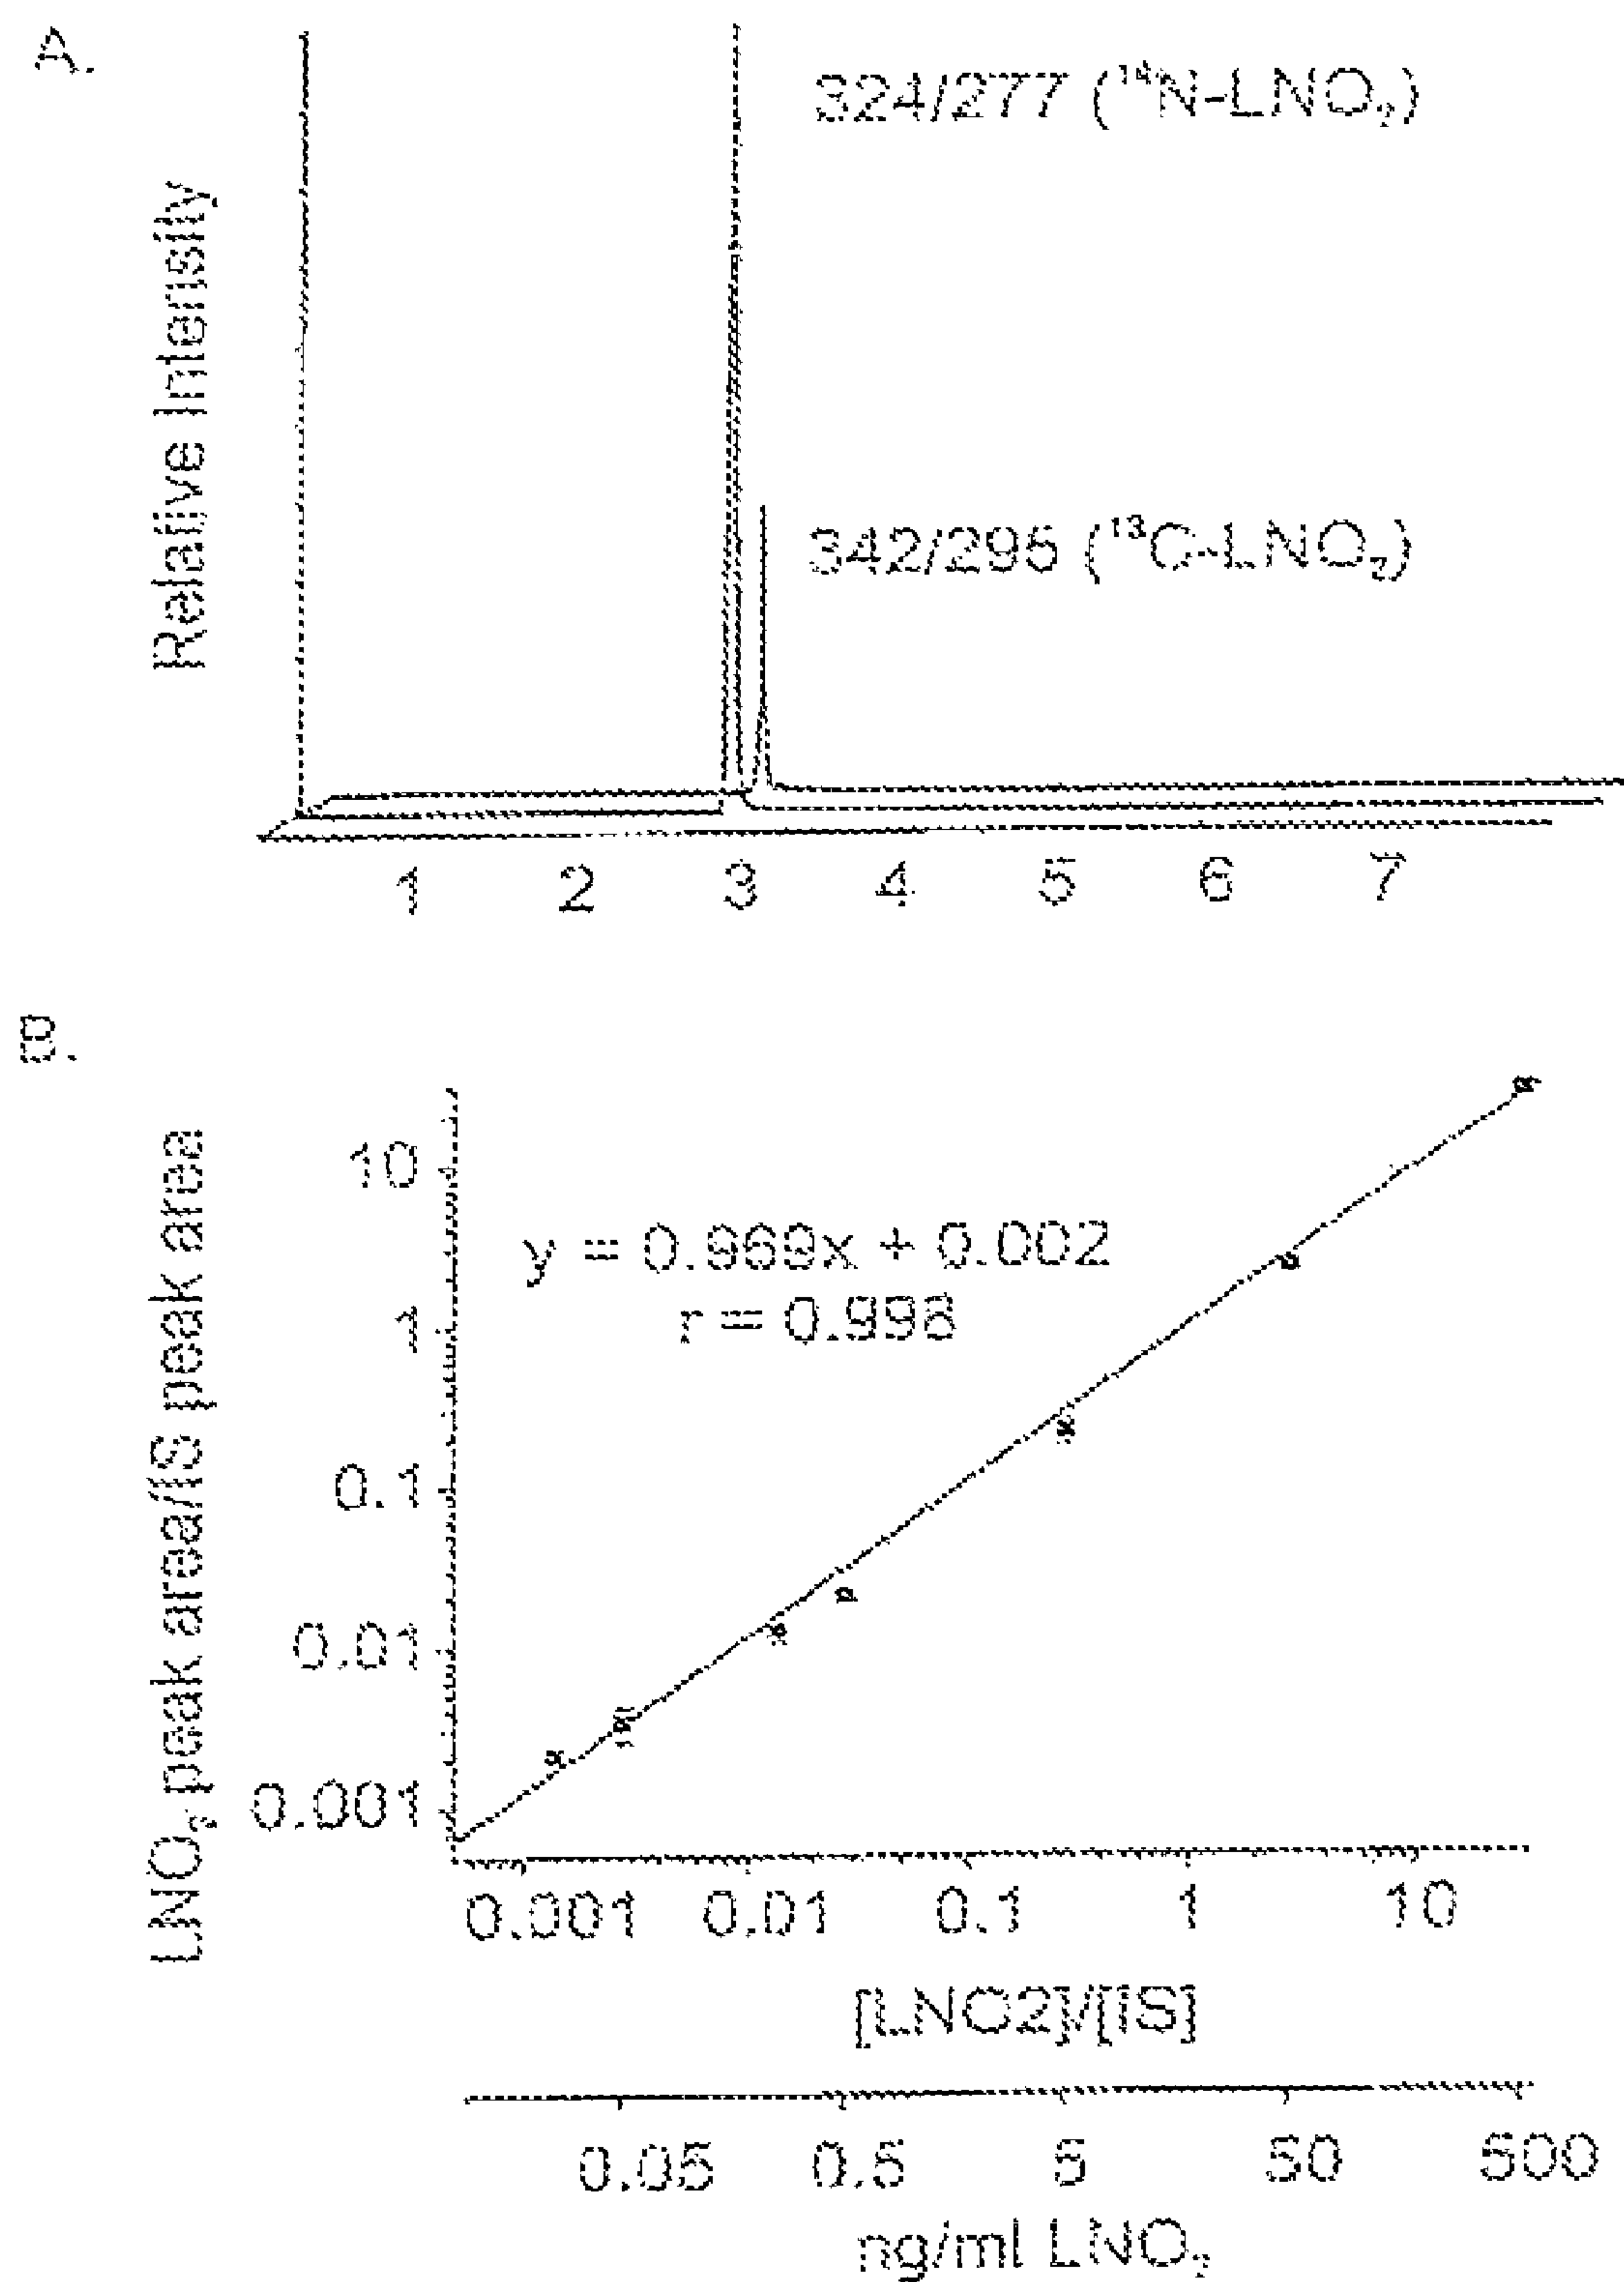 A.
Relative Intensity
324/277 (¹⁴N-LNO₂)
342/295 (¹³C-LNO₂)
1 2 3 4 5 6 7
B.
LNO₂ peak area/IS peak area
10
1
0.1
0.01
0.001
y = 0.969x + 0.002
r = 0.998
0.001 0.01 0.1 1 10
[LNO2]/[IS]
0.05 0.5 5 50 500
ng/ml LNO₂